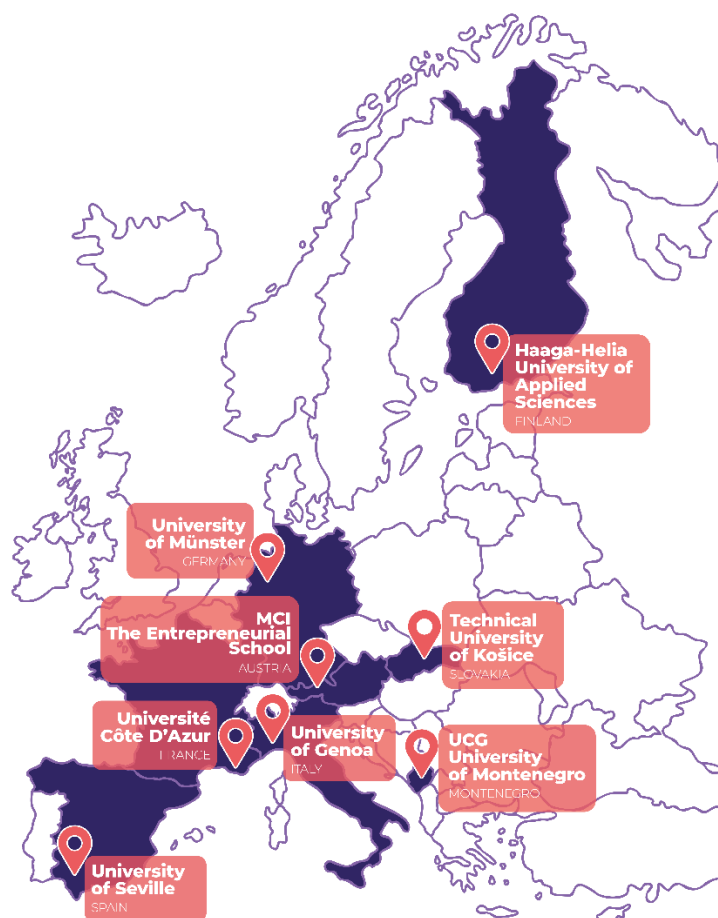 Haaga-Helia
University of
Applied
Sciences
FINLAND
University
of Münster
GERMANY
MCI
The Entrepreneurial
School
AUSTRIA
Technical
University
of Košice
SLOVAKIA
Université
Côte D'Azur
FRANCE
University
of Genoa
ITALY
UCG
University
of Montenegro
MONTENEGRO
University
of Seville
SPAIN